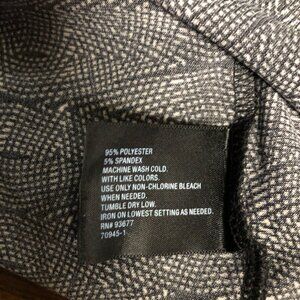 95% POLYESTER
5% SPANDEX
MACHINE WASH COLD.
WITH LIKE COLORS.
USE ONLY NON-CHLORINE BLEACH
WHEN NEEDED.
TUMBLE DRY LOW.
IRON ON LOWEST SETTING AS NEEDED.
RN# 93677
70945-1